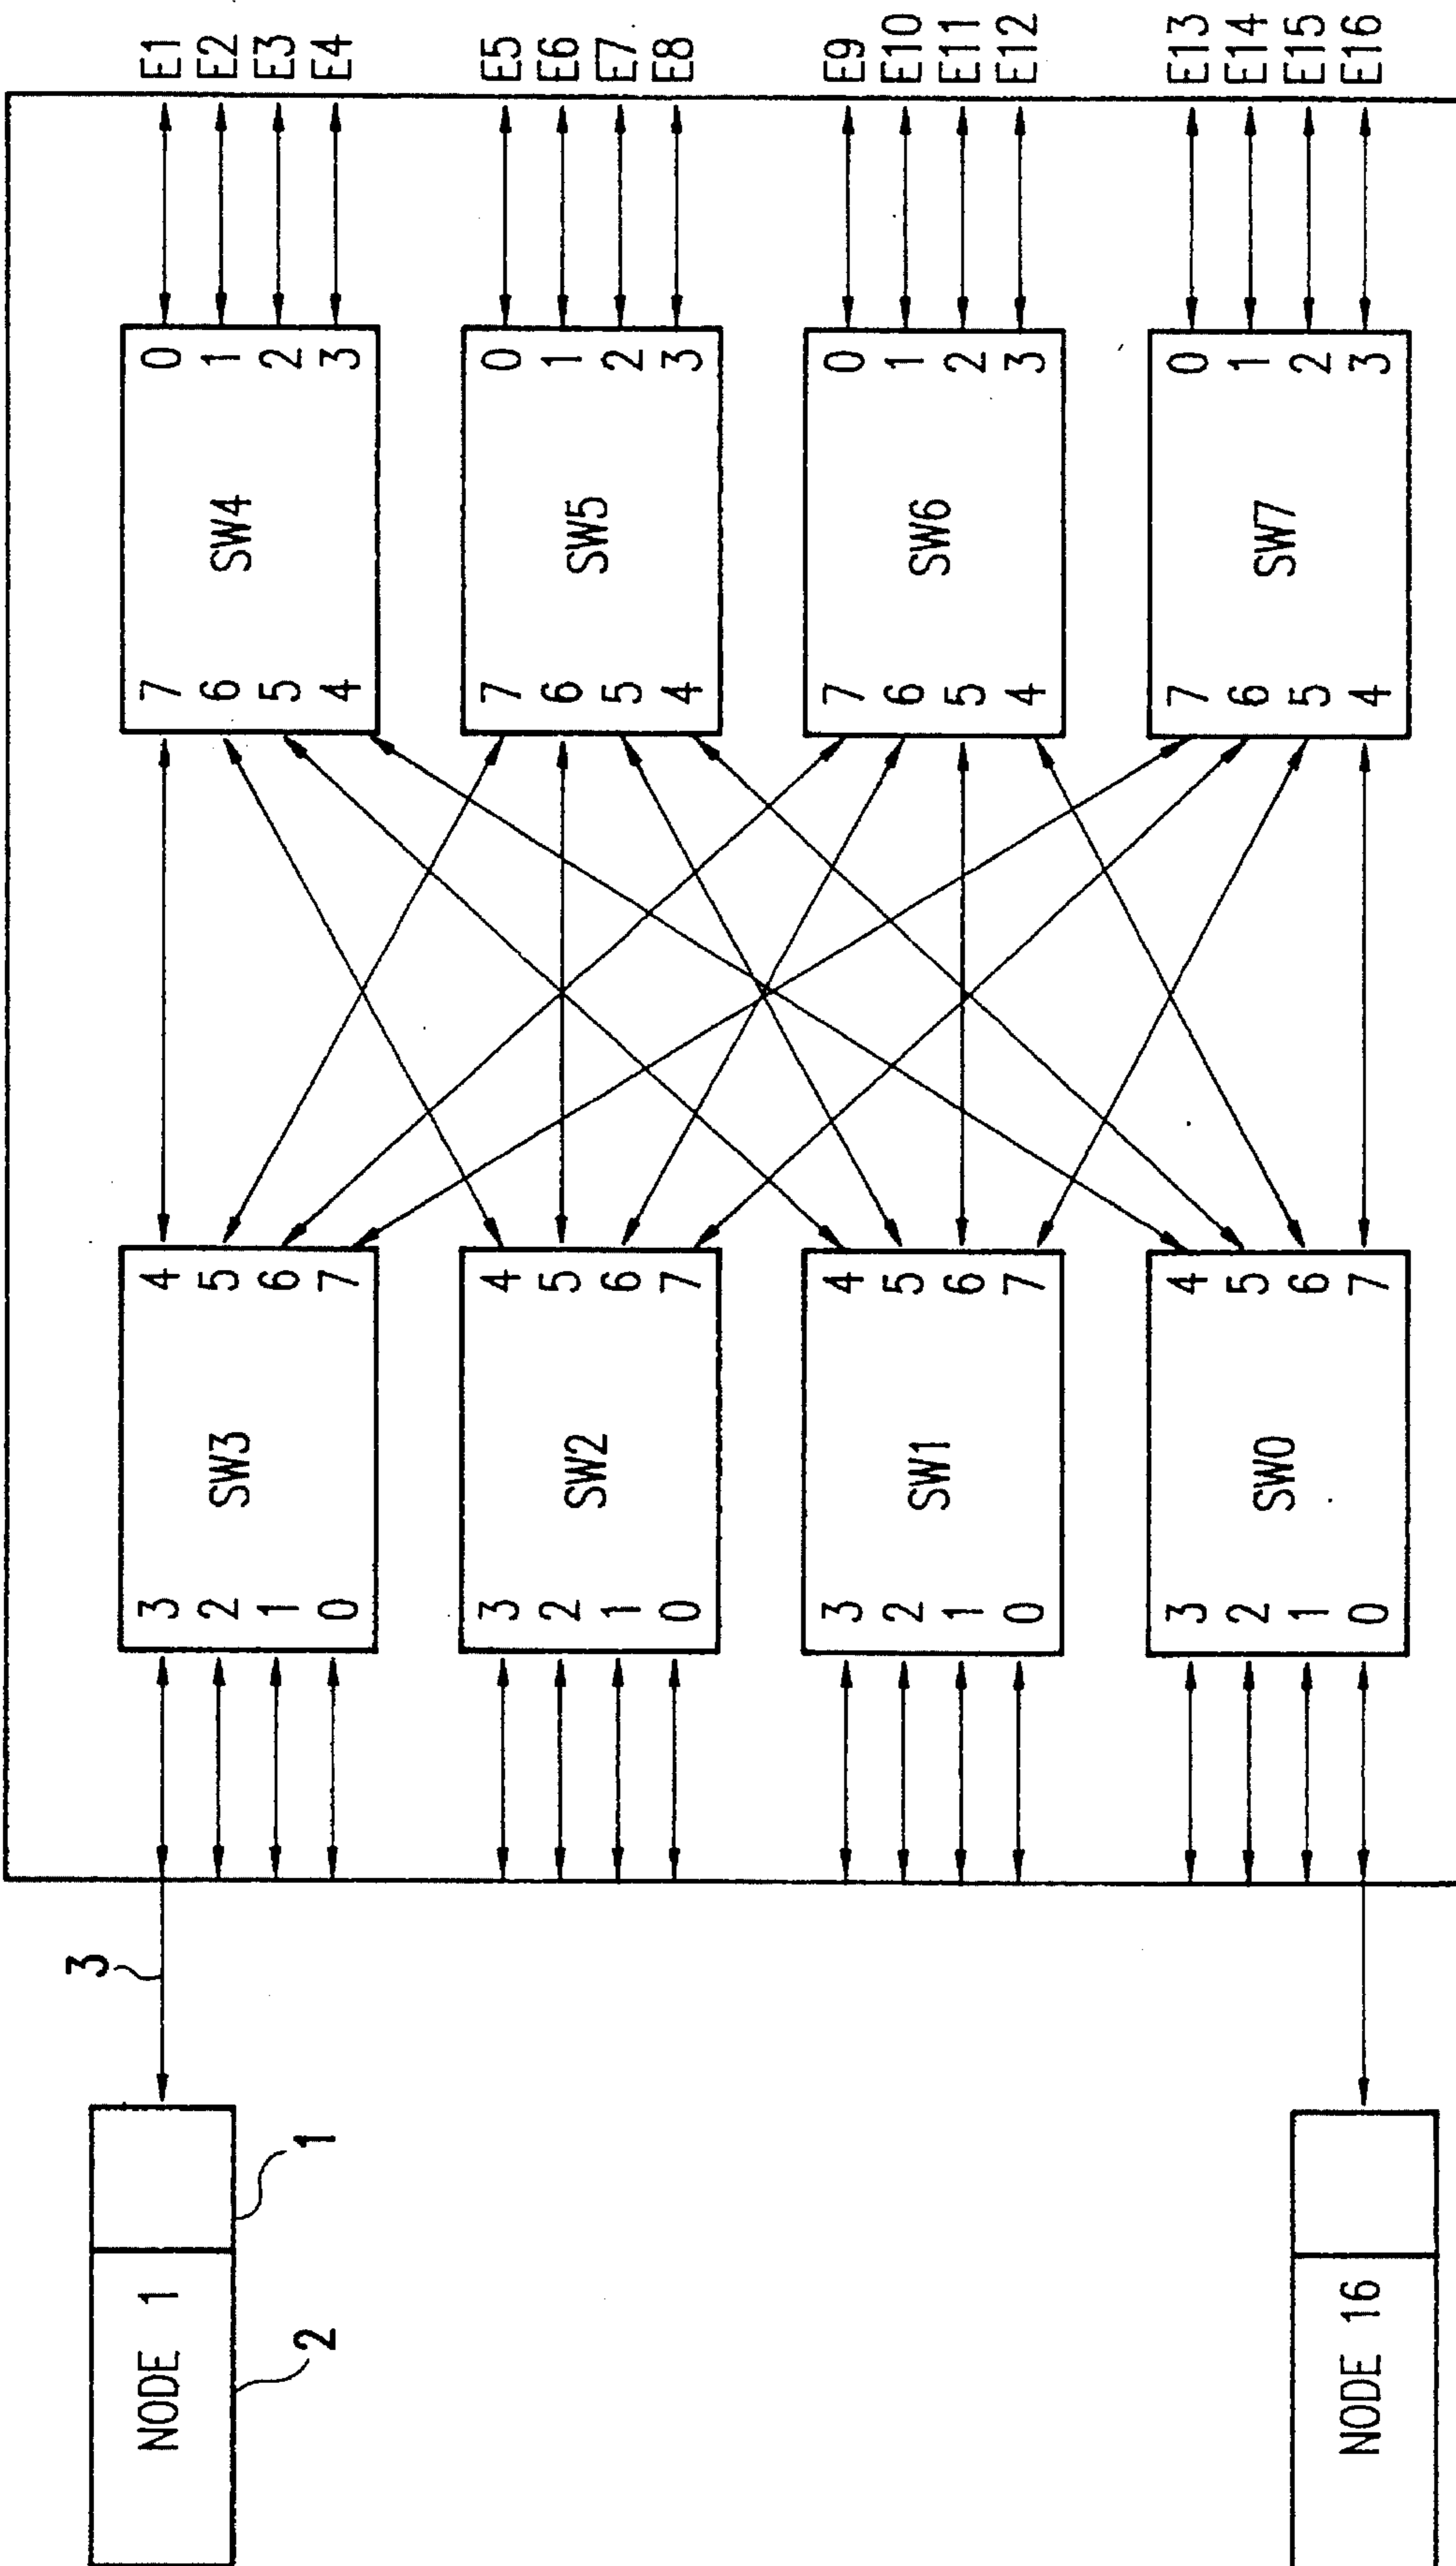 3
NODE 1 3 4 7 0 E1
2 SW3 5 6 SW4 1 E2
1 6 5 2 E3
2 1 0 7 4 3 E4
3 4 7 0 E5
2 5 6 1 E6
SW2 SW5
1 6 5 2 E7
0 7 4 3 E8
3 4 7 0 E9
2 5 6 1 E10
SW1 SW6
1 6 5 2 E11
0 7 4 3 E12
3 4 7 0 E13
2 5 6 1 E14
SW0 SW7
1 6 5 2 E15
NODE 16 0 7 4 3 E16